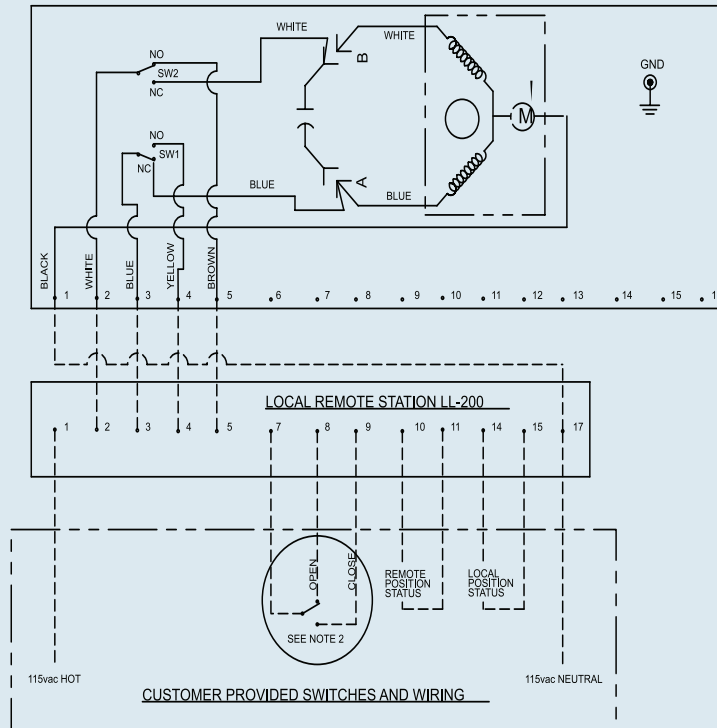 WHITE
WHITE
NO
SW2
NC
B
GND
M
NO
SW1
NC
BLUE
A
BLUE
BLACK
WHITE
BLUE
YELLOW
BROWN
1 2 3 4 5 6 7 8 9 10 11 12 13 14 15 1
LOCAL REMOTE STATION LL-200
1 2 3 4 5 7 8 9 10 11 14 15 17
OPEN
CLOSE
REMOTE
POSITION
STATUS
LOCAL
POSITION
STATUS
SEE NOTE 2
115vac HOT
115vac NEUTRAL
CUSTOMER PROVIDED SWITCHES AND WIRING